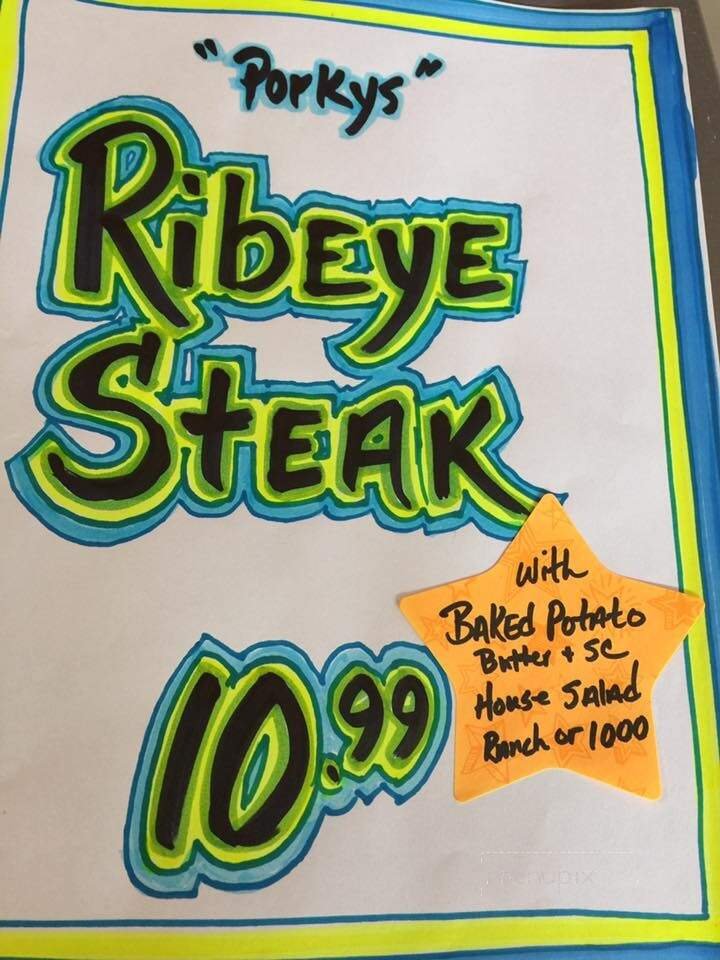 "Porkys"
RibEyE
StEAK
10.99
with
BAKEd Potato
Butter + SC
House SALAd
Ranch or 1000